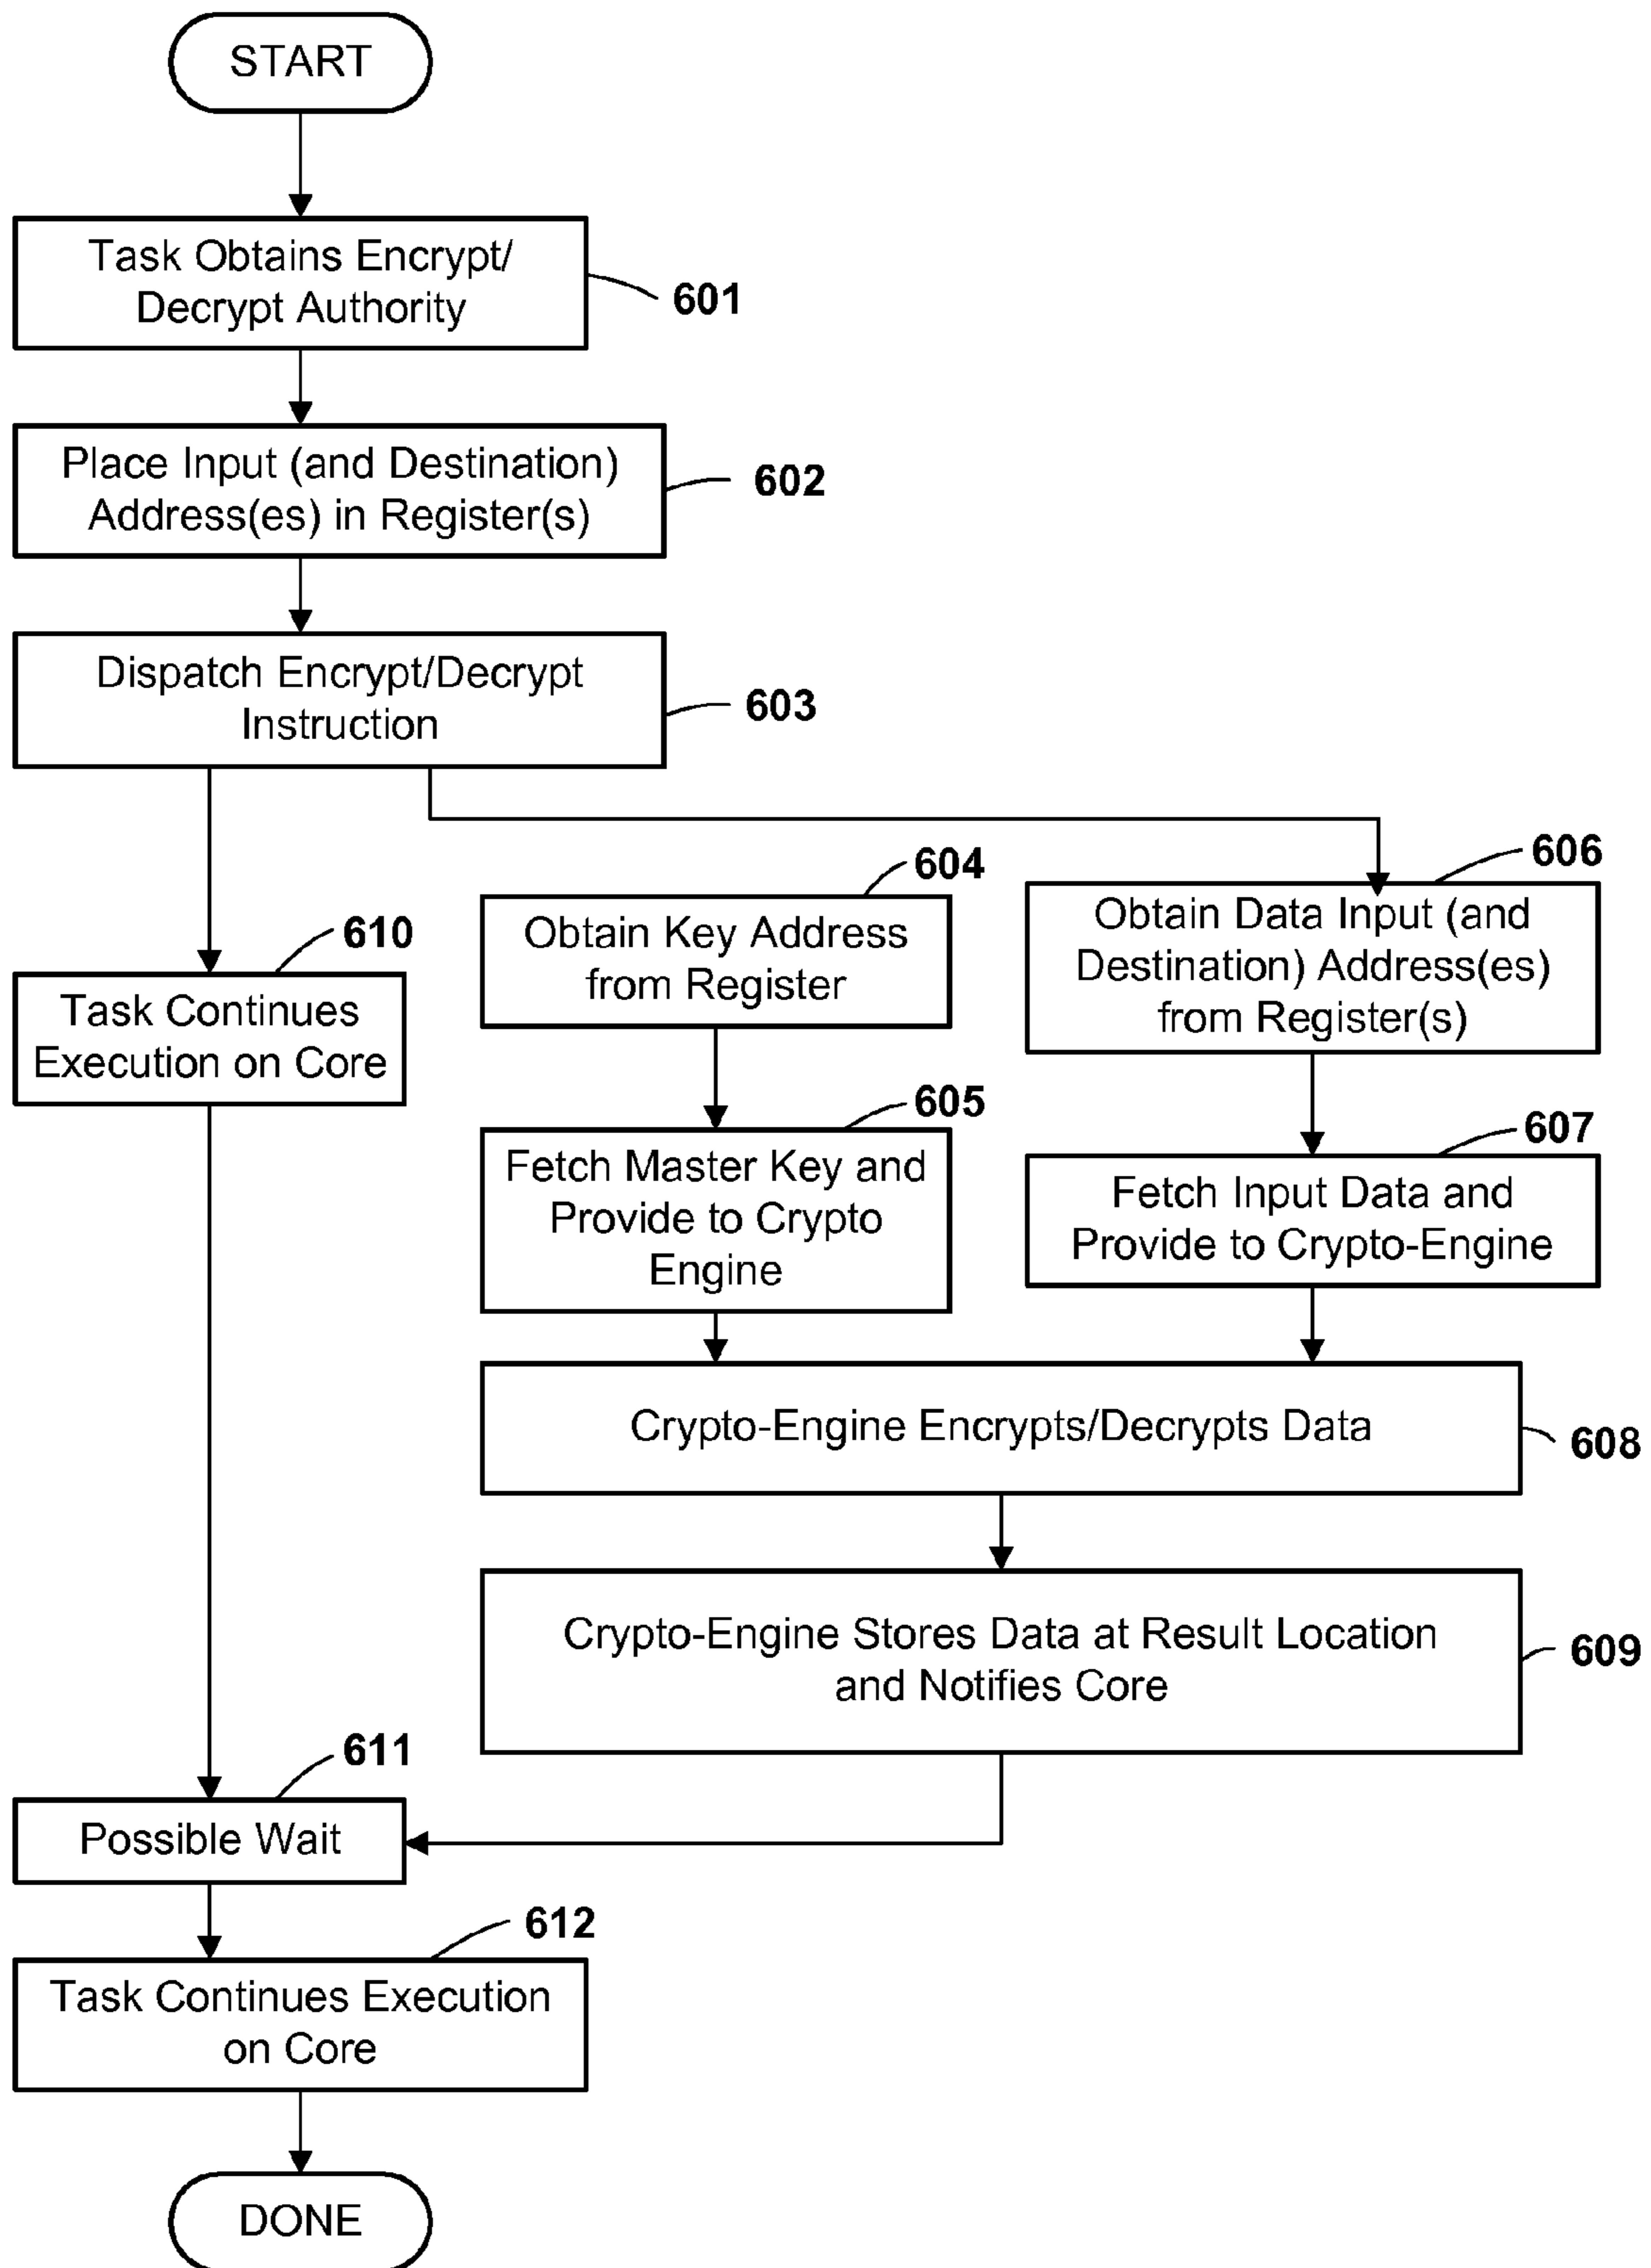 START
Task Obtains Encrypt/
Decrypt Authority
601
Place Input (and Destination)
Address(es) in Register(s)
602
Dispatch Encrypt/Decrypt
Instruction
603
604
Obtain Key Address
from Register
606
Obtain Data Input (and
Destination) Address(es)
from Register(s)
610
Task Continues
Execution on Core
605
Fetch Master Key and
Provide to Crypto
Engine
607
Fetch Input Data and
Provide to Crypto-Engine
Crypto-Engine Encrypts/Decrypts Data
608
Crypto-Engine Stores Data at Result Location
and Notifies Core
609
611
Possible Wait
612
Task Continues Execution
on Core
DONE